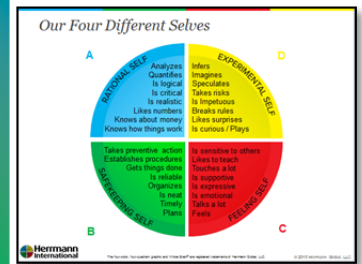 Our Four Different Selves
A
D
RATIONAL SELF
Analyzes
Quantifies
Is logical
Is critical
Is realistic
Likes numbers
Knows about money
Knows how things work
EXPERIMENTAL SELF
Infers
Imagines
Speculates
Takes risks
Is Impetuous
Breaks rules
Likes surprises
Is curious / Plays
SAFEKEEPING SELF
Takes preventive action
Establishes procedures
Gets things done
Is reliable
Organizes
Is neat
Timely
Plans
FEELING SELF
Is sensitive to others
Likes to teach
Touches a lot
Is supportive
Is expressive
Is emotional
Talks a lot
Feels
B
C
Herrmann
International